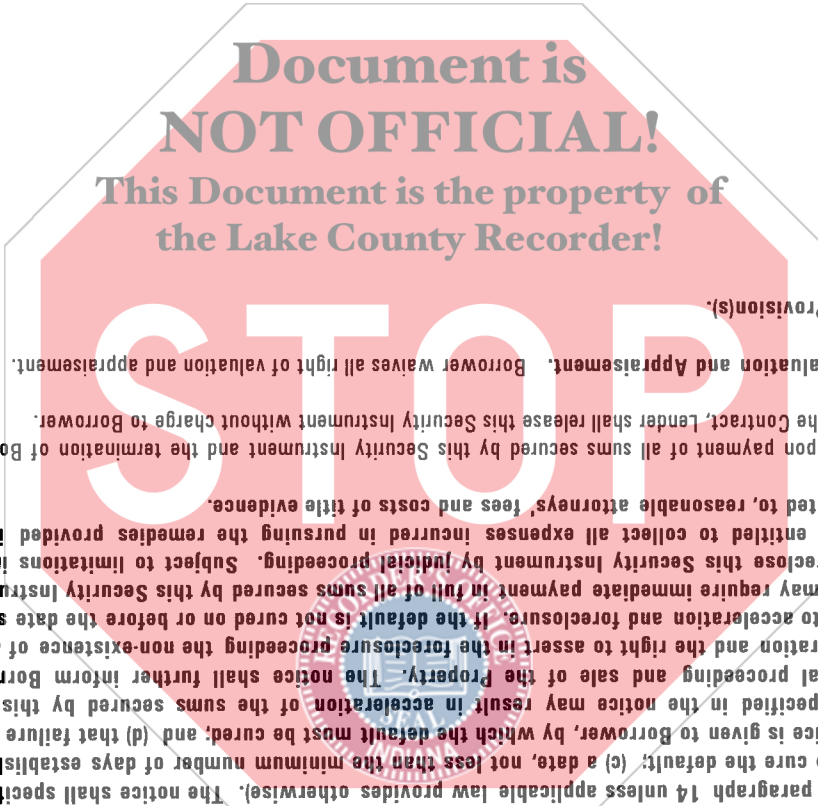 Document is
NOT OFFICIAL!
This Document is the property of
the Lake County Recorder!
STOP
RECORDER'S OFFICE
SEAL
INDIANA
paragraph 14 unless applicable law provides otherwise). The notice shall specif
cure the default; (c) a date, not less than the minimum number of days establis
ice is given to Borrower, by which the default must be cured; and (d) that failure
pecified in the notice may result in acceleration of the sums secured by this
al proceeding and sale of the Property. The notice shall further inform Borr
ration and the right to assert in the foreclosure proceeding the non-existence of
to acceleration and foreclosure. If the default is not cured on or before the date s
may require immediate payment in full of all sums secured by this Security Instru
reclose this Security Instrument by judicial proceeding. Subject to limitations i
entitled to collect all expenses incurred in pursuing the remedies provided i
ted to, reasonable attorneys' fees and costs of title evidence.
pon payment of all sums secured by this Security Instrument and the termination of Bo
he Contract, Lender shall release this Security Instrument without charge to Borrower.
aluation and Appraisement. Borrower waives all right of valuation and appraisement.
Provision(s).